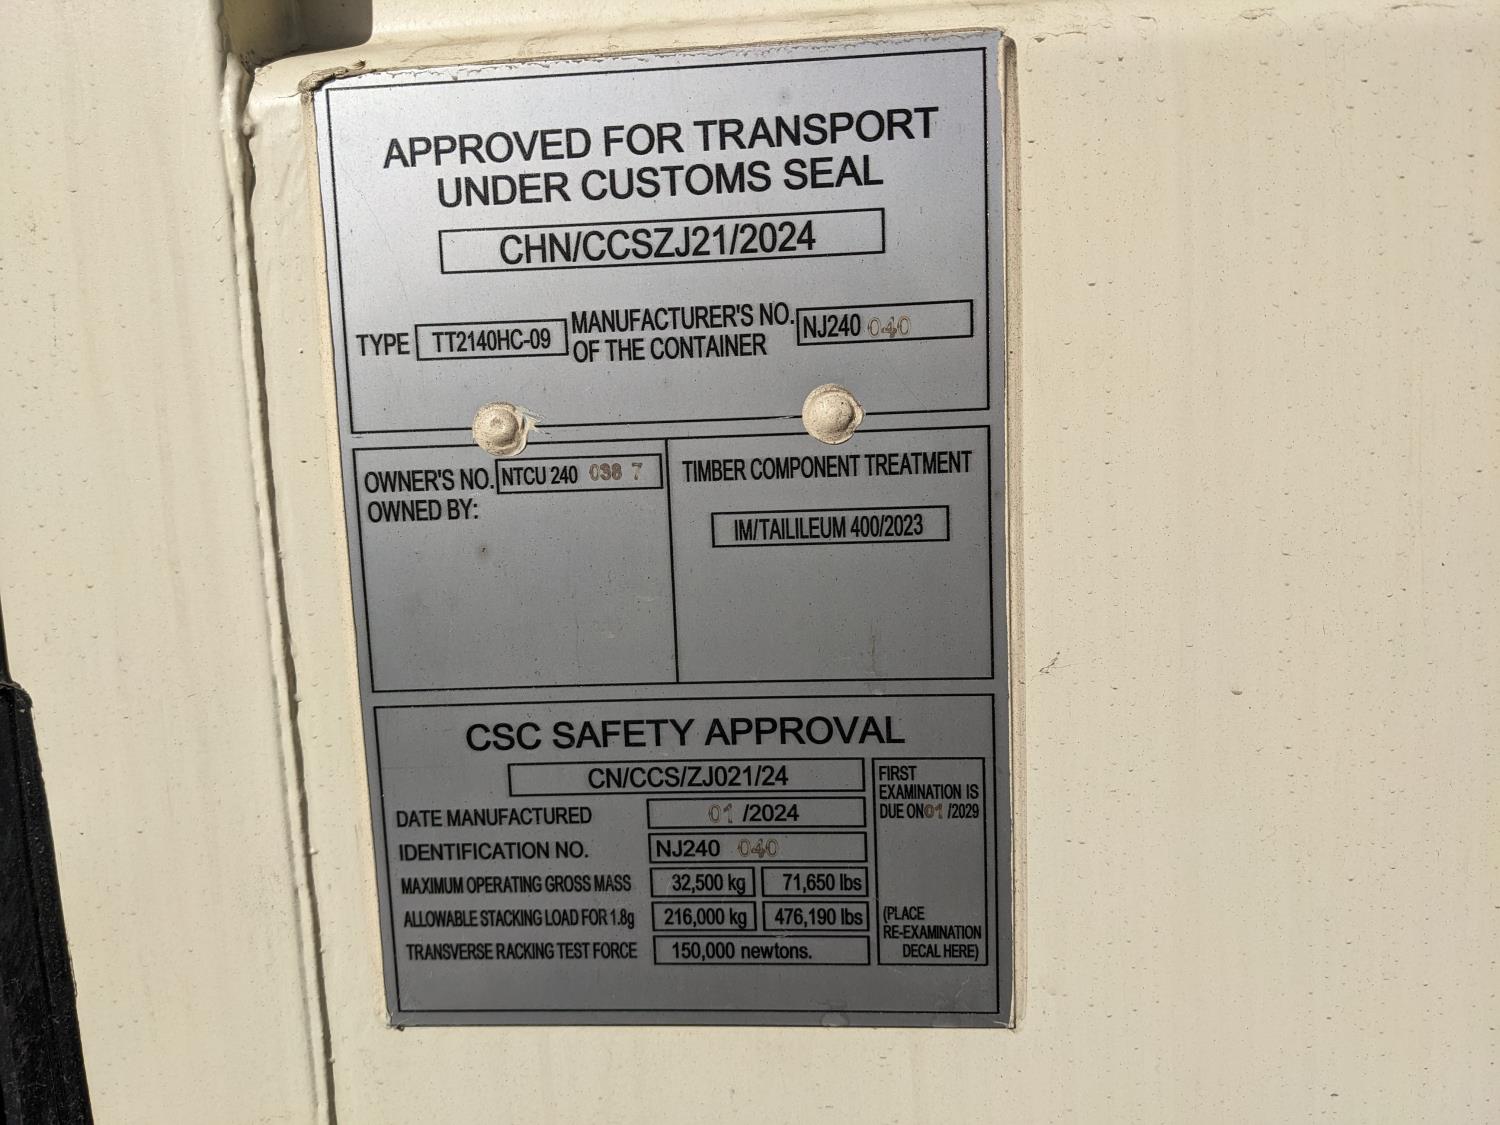 APPROVED FOR TRANSPORT
UNDER CUSTOMS SEAL
CHN/CCSZJ21/2024
TYPE TT2140HC-09 MANUFACTURER'S NO. OF THE CONTAINER NJ240 040
OWNER'S NO. NTCU 240 038 7
OWNED BY:
TIMBER COMPONENT TREATMENT
IM/TAILILEUM 400/2023
CSC SAFETY APPROVAL
CN/CCS/ZJ021/24
DATE MANUFACTURED 01 /2024
IDENTIFICATION NO. NJ240 040
MAXIMUM OPERATING GROSS MASS 32,500 kg 71,650 lbs
ALLOWABLE STACKING LOAD FOR 1.8g 216,000 kg 476,190 lbs
TRANSVERSE RACKING TEST FORCE 150,000 newtons.
FIRST
EXAMINATION IS
DUE ON 01 /2029
(PLACE
RE-EXAMINATION
DECAL HERE)